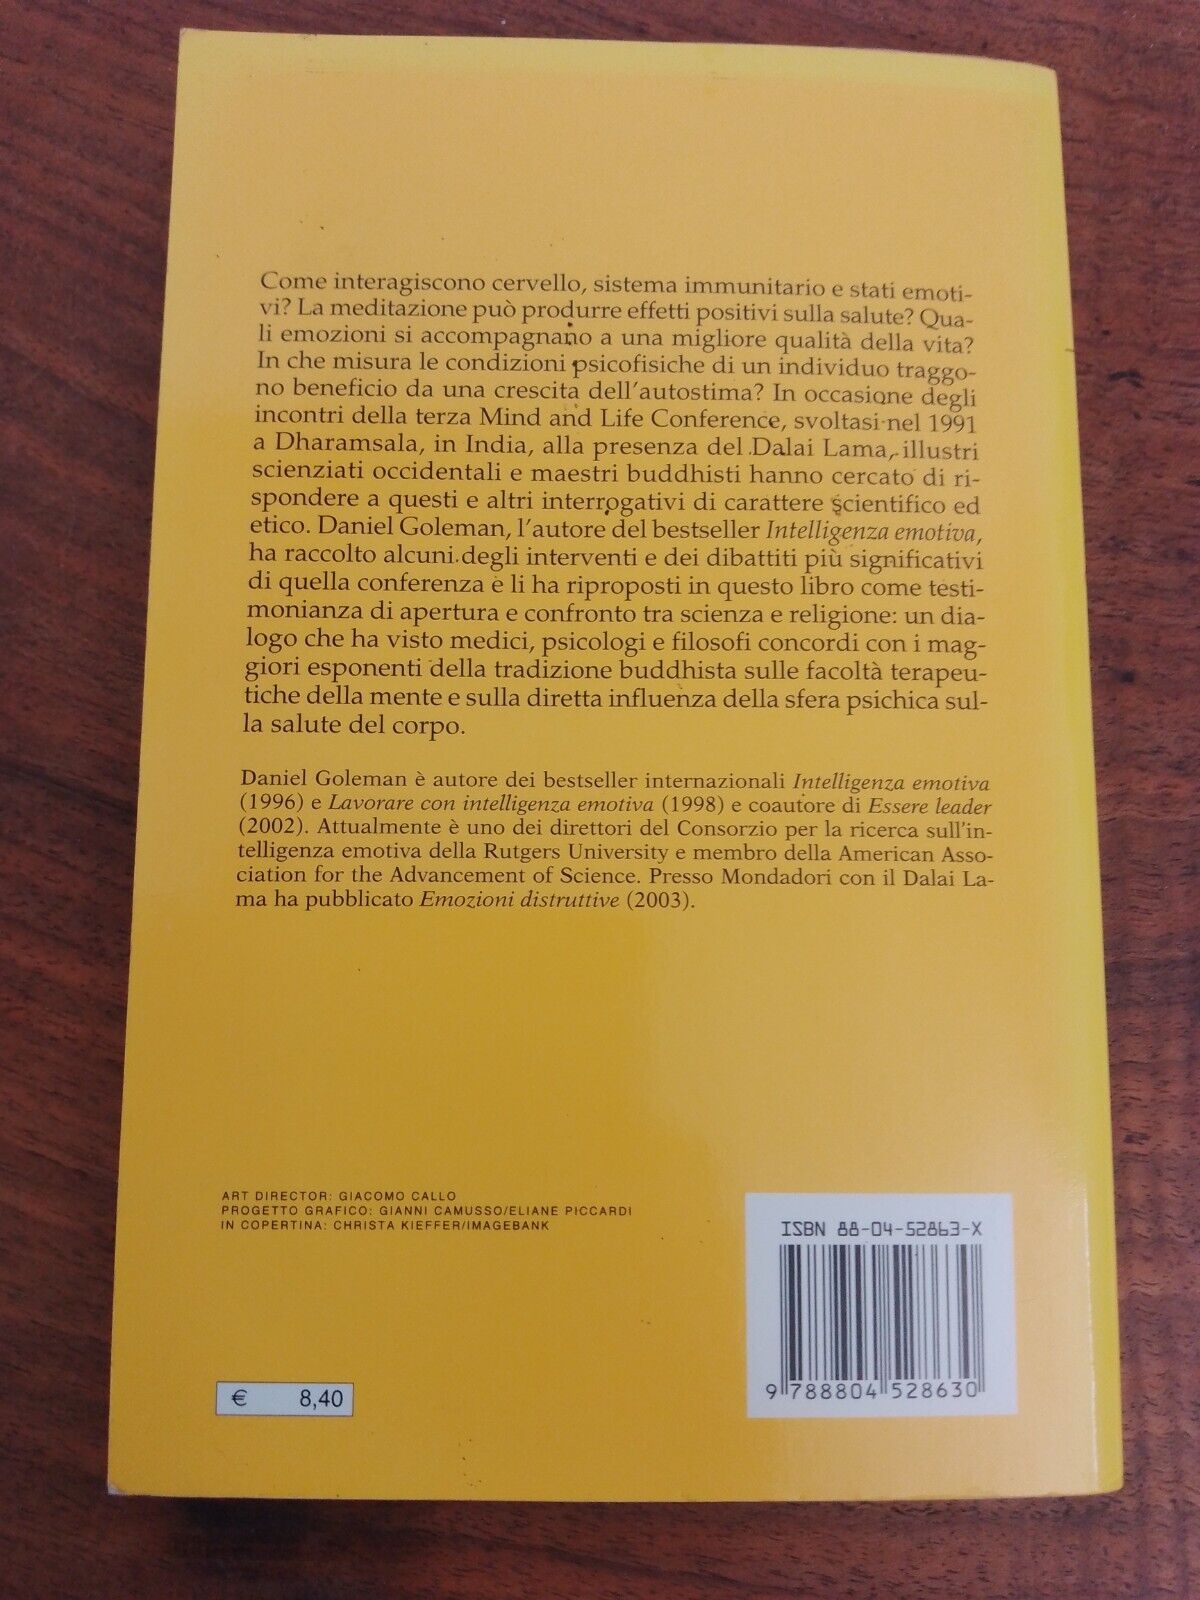 Come interagiscono cervello, sistema immunitario e stati emoti-
vi? La meditazione può produrre effetti positivi sulla salute? Qua-
li emozioni si accompagnano a una migliore qualità della vita?
In che misura le condizioni psicofisiche di un individuo traggo-
no beneficio da una crescita dell'autostima? In occasione degli
incontri della terza Mind and Life Conference, svoltasi nel 1991
a Dharamsala, in India, alla presenza del Dalai Lama, illustri
scienziati occidentali e maestri buddhisti hanno cercato di ri-
spondere a questi e altri interrogativi di carattere scientifico ed
etico. Daniel Goleman, l'autore del bestseller Intelligenza emotiva,
ha raccolto alcuni degli interventi e dei dibattiti più significativi
di quella conferenza e li ha riproposti in questo libro come testi-
monianza di apertura e confronto tra scienza e religione: un dia-
logo che ha visto medici, psicologi e filosofi concordi con i mag-
giori esponenti della tradizione buddhista sulle facoltà terapeu-
tiche della mente e sulla diretta influenza della sfera psichica sul-
la salute del corpo.
Daniel Goleman è autore dei bestseller internazionali Intelligenza emotiva
(1996) e Lavorare con intelligenza emotiva (1998) e coautore di Essere leader
(2002). Attualmente è uno dei direttori del Consorzio per la ricerca sull'in-
telligenza emotiva della Rutgers University e membro della American Asso-
ciation for the Advancement of Science. Presso Mondadori con il Dalai La-
ma ha pubblicato Emozioni distruttive (2003).
ART DIRECTOR: GIACOMO CALLO
PROGETTO GRAFICO: GIANNI CAMUSSO/ELIANE PICCARDI
IN COPERTINA: CHRISTA KIEFFER/IMAGEBANK
€ 8,40
ISBN 88-04-52863-X
9 788804 528630